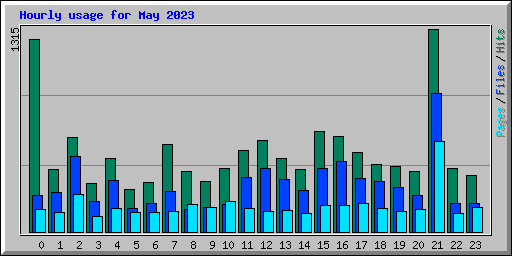 Hourly usage for May 2023
1315
Pages/Files/Hits
0 1 2 3 4 5 6 7 8 9 10 11 12 13 14 15 16 17 18 19 20 21 22 23